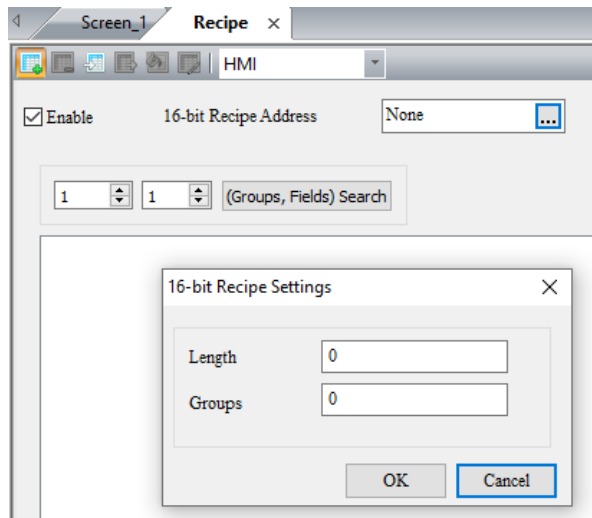 Screen_1 Recipe
HMI
Enable 16-bit Recipe Address None ...
1 1 (Groups, Fields) Search
16-bit Recipe Settings
Length 0
Groups 0
OK Cancel